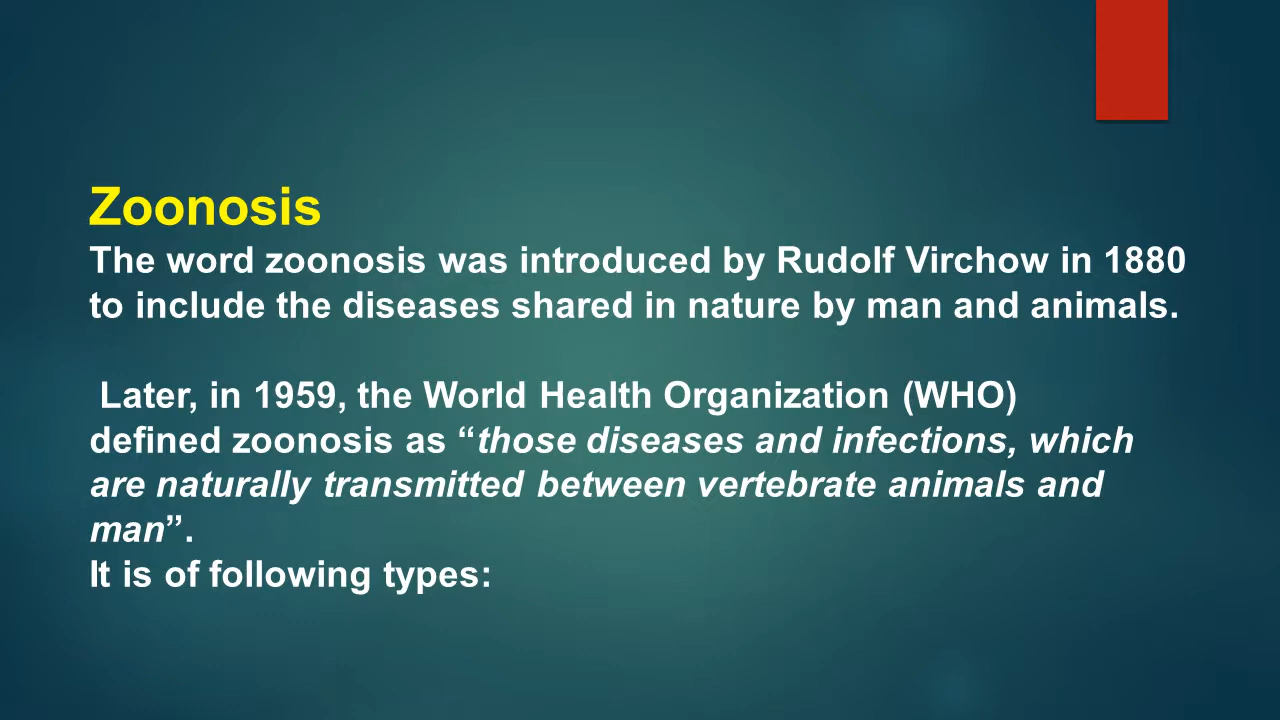 Zoonosis
The word zoonosis was introduced by Rudolf Virchow in 1880
to include the diseases shared in nature by man and animals.
Later, in 1959, the World Health Organization (WHO)
defined zoonosis as “those diseases and infections, which
are naturally transmitted between vertebrate animals and
man”.
It is of following types: